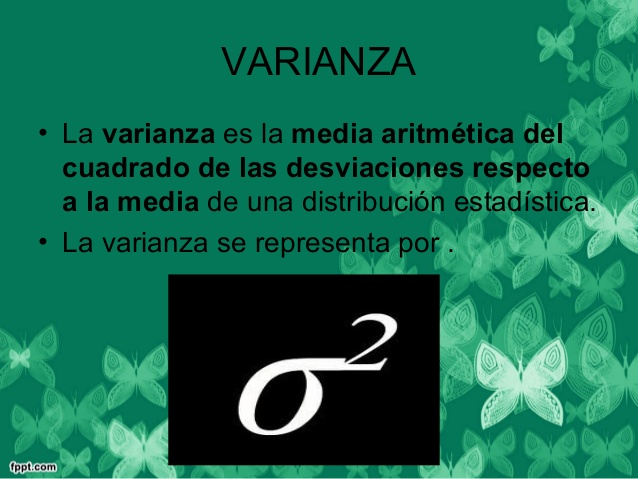 VARIANZA
• La varianza es la media aritmética del
cuadrado de las desviaciones respecto
a la media de una distribución estadística.
• La varianza se representa por .
σ²
fppt.com